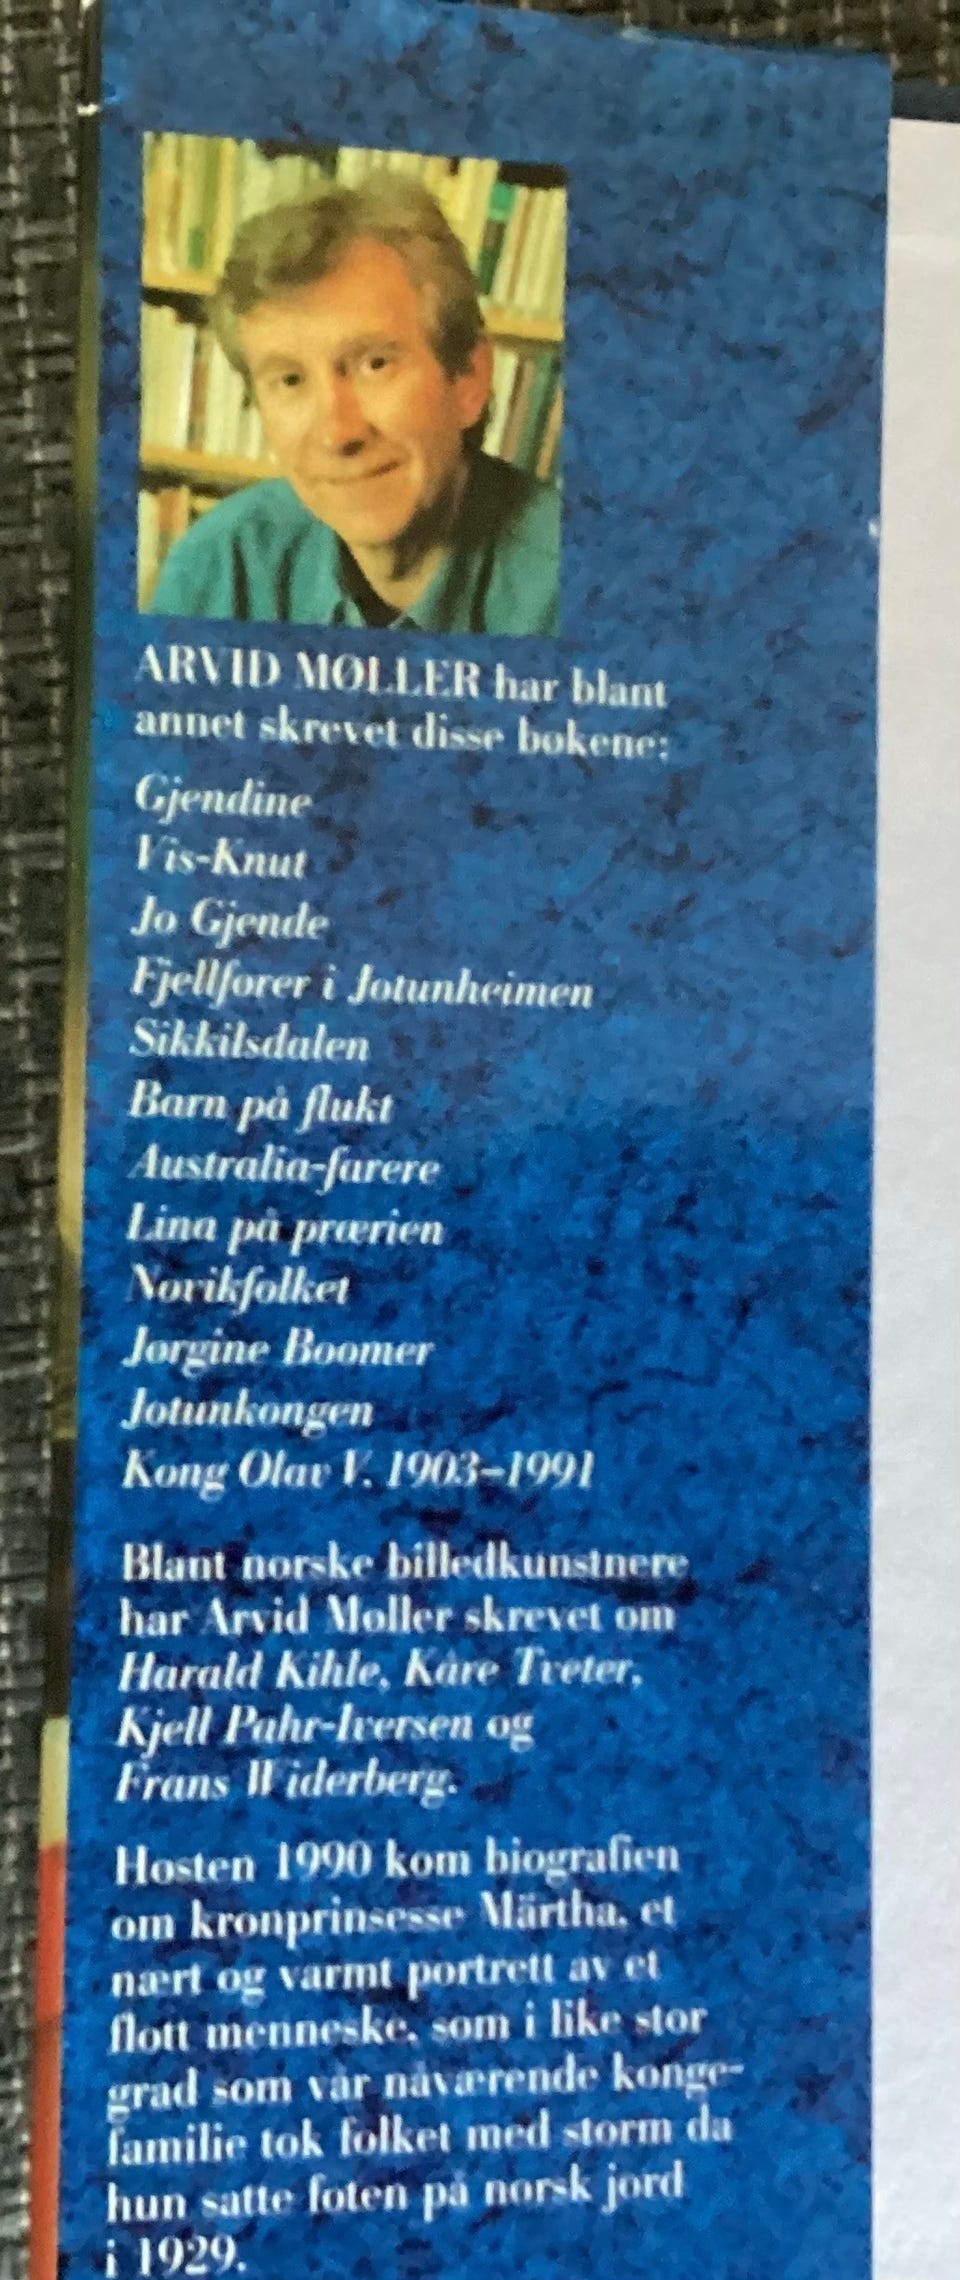 ARVID MØLLER har blant
annet skrevet disse bøkene:
Gjendine
Vis-Knut
Jo Gjende
Fjellfører i Jotunheimen
Sikkilsdalen
Barn på flukt
Australia-farere
Lina på prærien
Norikfolket
Jørgine Boomer
Jotunkongen
Kong Olav V. 1903–1991
Blant norske billedkunstnere
har Arvid Møller skrevet om
Harald Kihle, Kåre Tveter,
Kjell Pahr-Iversen og
Frans Widerberg.
Høsten 1990 kom biografien
om kronprinsesse Märtha, et
nært og varmt portrett av et
flott menneske, som i like stor
grad som vår nåværende konge-
familie tok folket med storm da
hun satte foten på norsk jord
i 1929.